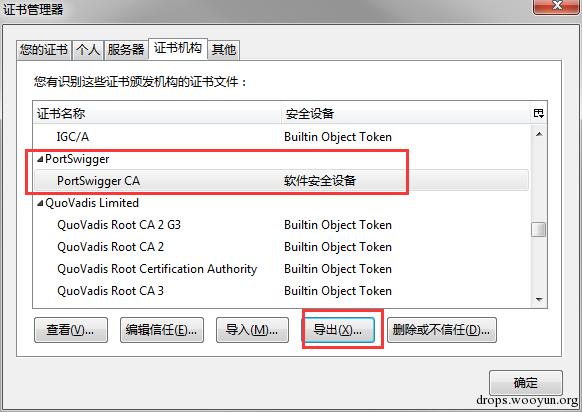 证书管理器
您的证书 个人 服务器 证书机构 其他
您有识别这些证书颁发机构的证书文件：
证书名称 安全设备
IGC/A Builtin Object Token
PortSwigger
PortSwigger CA 软件安全设备
QuoVadis Limited
QuoVadis Root CA 2 G3 Builtin Object Token
QuoVadis Root CA 2 Builtin Object Token
QuoVadis Root Certification Authority Builtin Object Token
QuoVadis Root CA 3 Builtin Object Token
查看(V)... 编辑信任(E)... 导入(M)... 导出(X)... 删除或不信任(D)...
确定
drops.wooyun.org